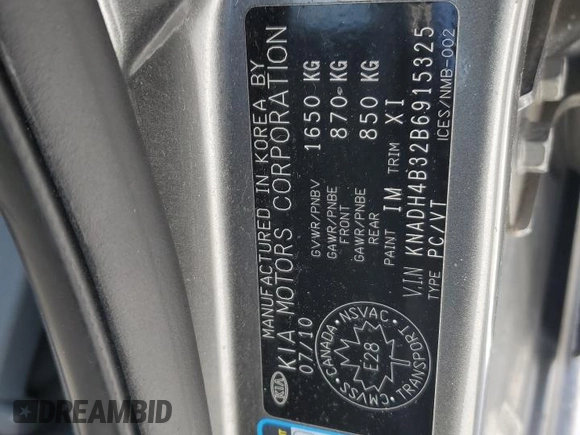 MANUFACTURED IN KOREA BY
KIA MOTORS CORPORATION
07/10
GVWR/PNBV 1650 KG
GAWR/PNBE FRONT 870 KG
GAWR/PNBE REAR 850 KG
PAINT 1M TRIM XI
V.I.N KNADH4B32B6915325
TYPE PC/VT
ICES/NMB-002
KIA
CANADA NSVAC
E28
CMVSS TRANSPORT
DREAMBID